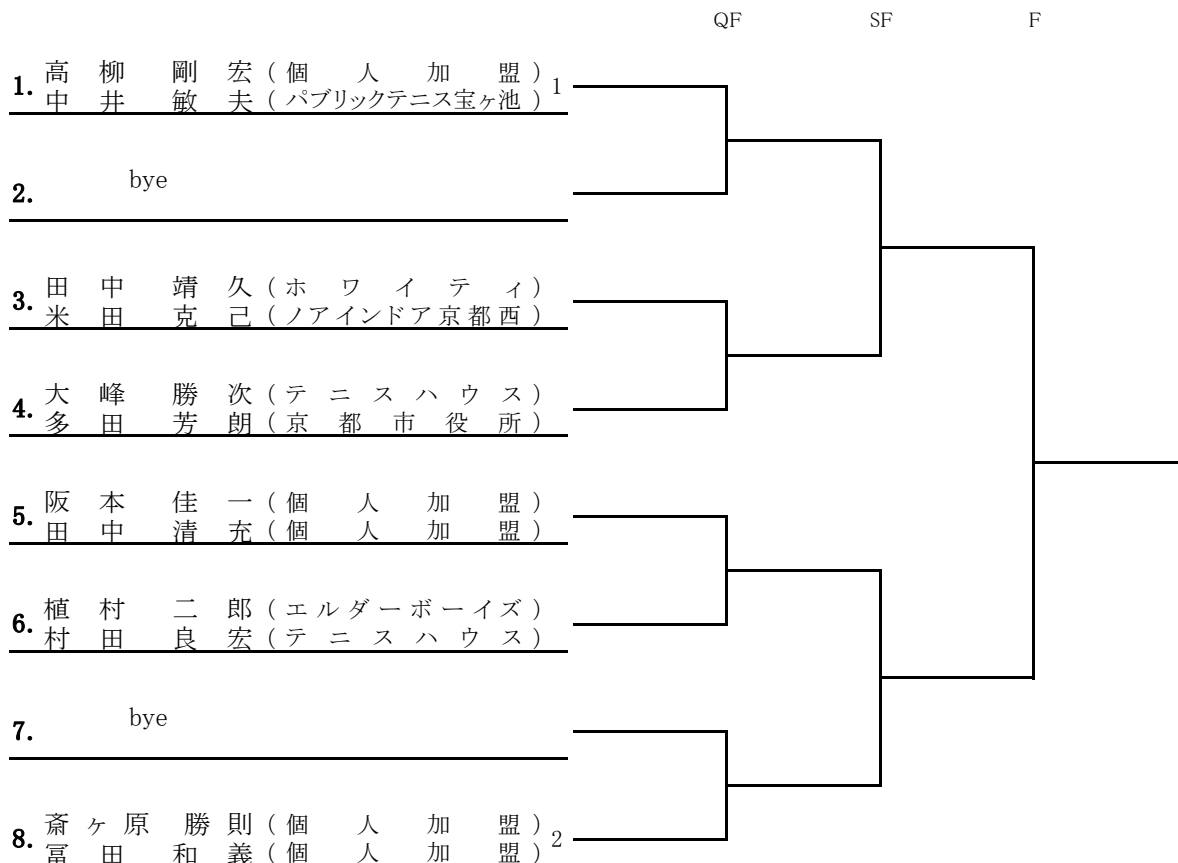 QF SF F
高柳 剛宏(個人加盟) 1
1.
中井 敏夫(パブリックテニス宝ヶ池)
bye
2.
田中 靖久(ホワイティ)
3.
米田 克己(ノアインドア京都西)
大峰 勝次(テニスハウス)
4.
多田 芳朗(京都市役所)
阪本 佳一(個人加盟)
5.
田中 清充(個人加盟)
植村 二郎(エルダーボーイズ)
6.
村田 良宏(テニスハウス)
bye
7.
斎ヶ原 勝則(個人加盟) 2
8.
冨田 和義(個人加盟)